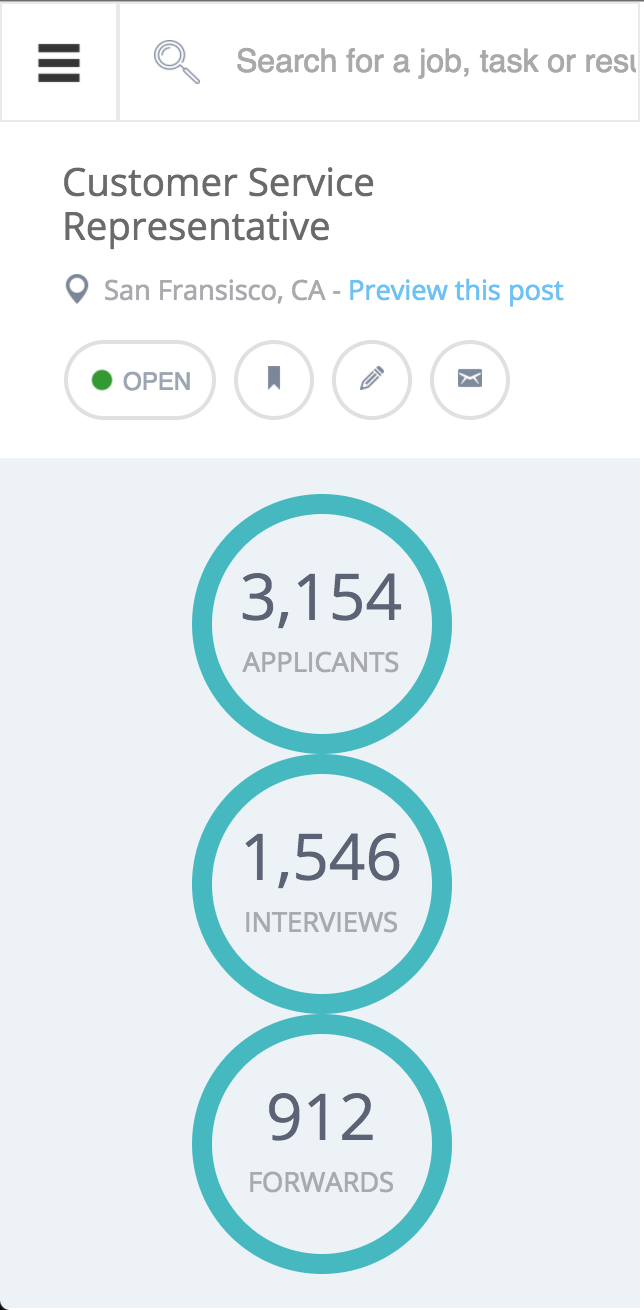 Search for a job, task or resu
Customer Service
Representative
San Fransisco, CA - Preview this post
OPEN
3,154
APPLICANTS
1,546
INTERVIEWS
912
FORWARDS